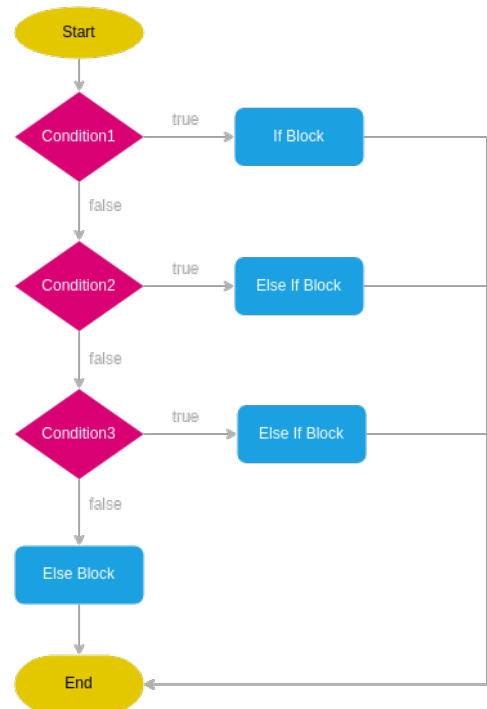 Start
Condition1
true
If Block
false
Condition2
true
Else If Block
false
Condition3
true
Else If Block
false
Else Block
End